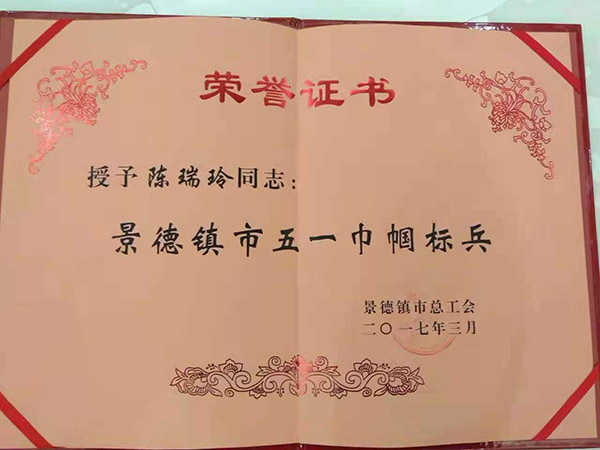 荣誉证书
授予陈瑞玲同志：
景德镇市五一巾帼标兵
景德镇市总工会
二〇一七年三月